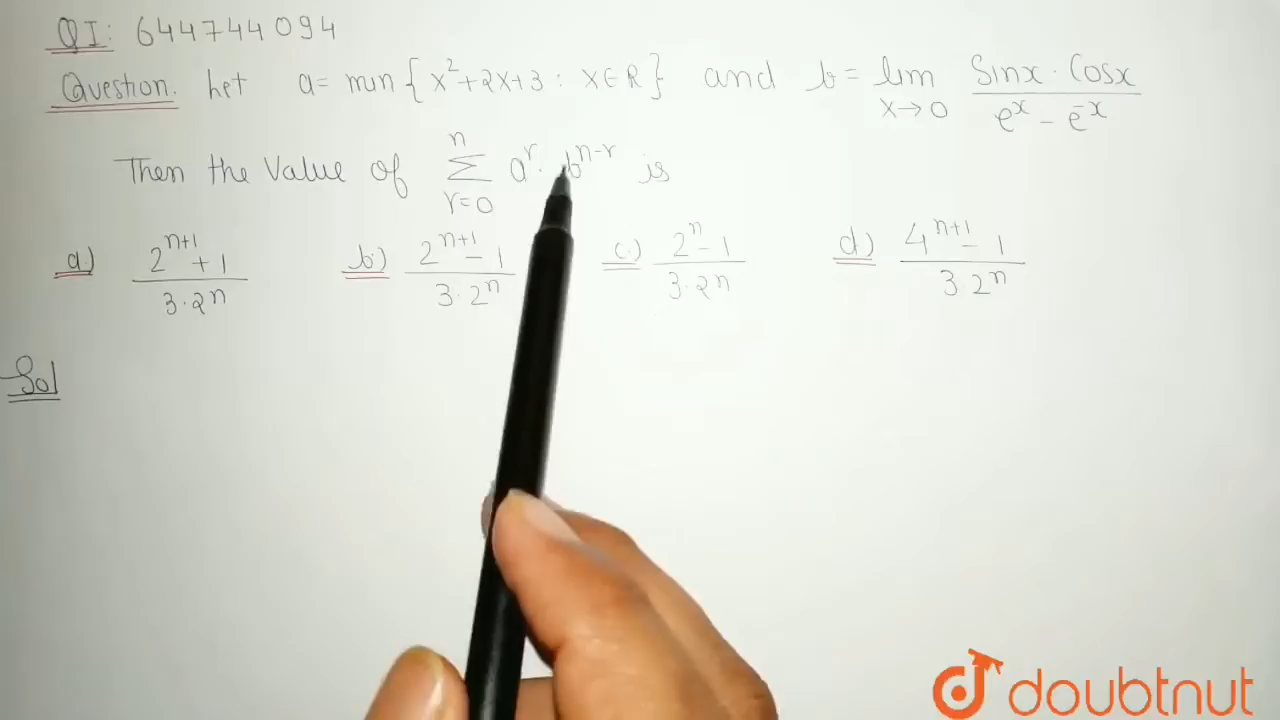 QI: 644744094
Question. Let a = min { x² + 2x + 3 : x ∈ R } and b = lim x→0 Sinx · Cosx / eˣ - e⁻ˣ
Then the Value of n Σ r=0 aʳ · bⁿ⁻ʳ is
a.) 2ⁿ⁺¹ + 1 / 3 · 2ⁿ b.) 2ⁿ⁺¹ - 1 / 3 · 2ⁿ c.) 2ⁿ - 1 / 3 · 2ⁿ d.) 4ⁿ⁺¹ - 1 / 3 2ⁿ
Sol
doubtnut